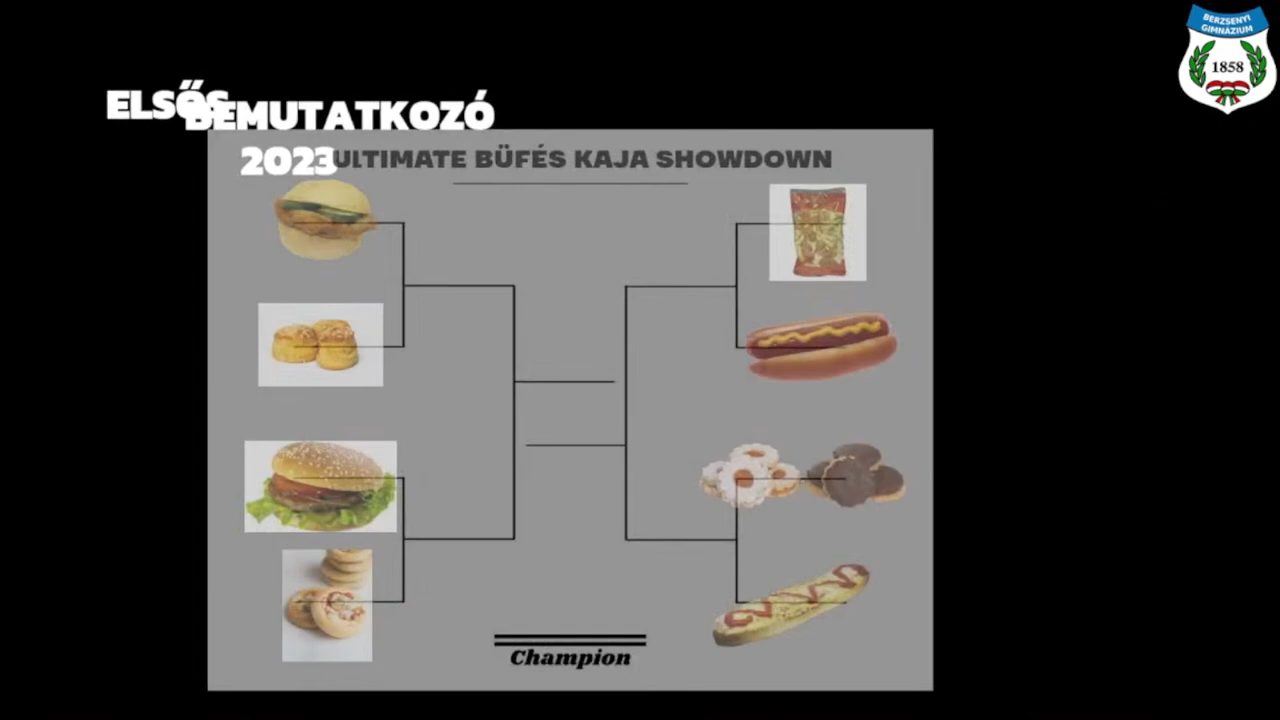 BERZSENYI
GIMNÁZIUM
1858
ELSŐS
BEMUTATKOZÓ
2023
ULTIMATE BÜFÉS KAJA SHOWDOWN
Champion